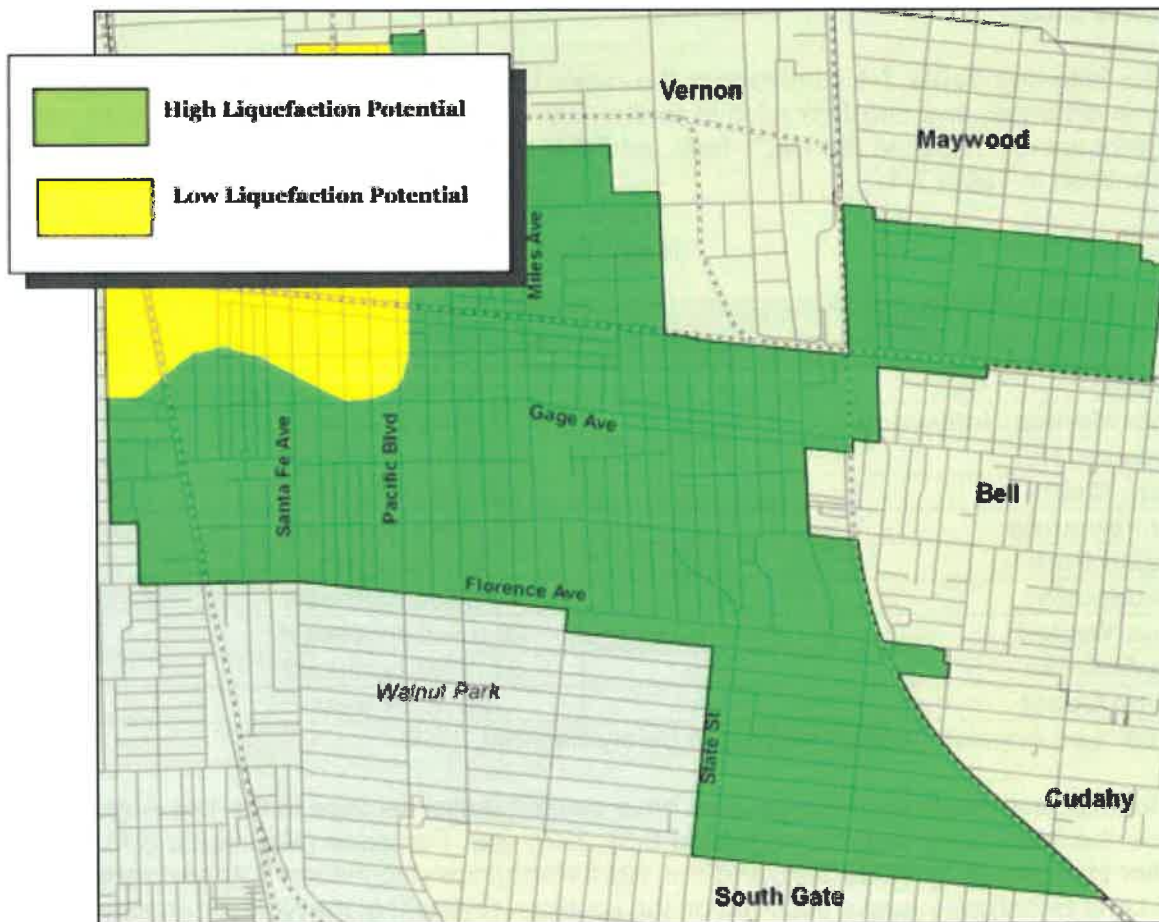 High Liquefaction Potential
Low Liquefaction Potential
Vernon
Maywood
Miles Ave
Gage Ave
Santa Fe Ave
Pacific Blvd
Bell
Florence Ave
Walnut Park
State St
Cudahy
South Gate